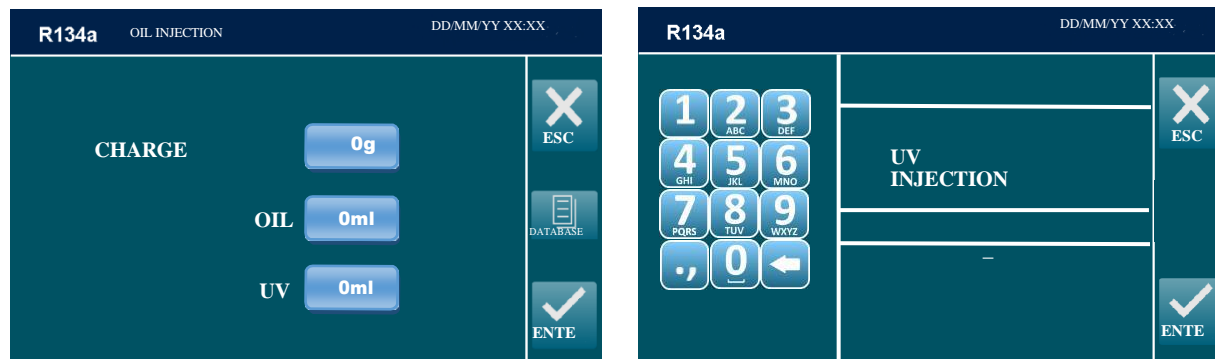 R134a OIL INJECTION DD/MM/YY XX:XX
CHARGE 0g
OIL 0ml
UV 0ml
ESC
DATABASE
ENTE
R134a DD/MM/YY XX:XX
1 2 3
ABC DEF
4 5 6
GHI JKL MNO
7 8 9
PQRS TUV WXYZ
., 0
UV
INJECTION
_
ESC
ENTE